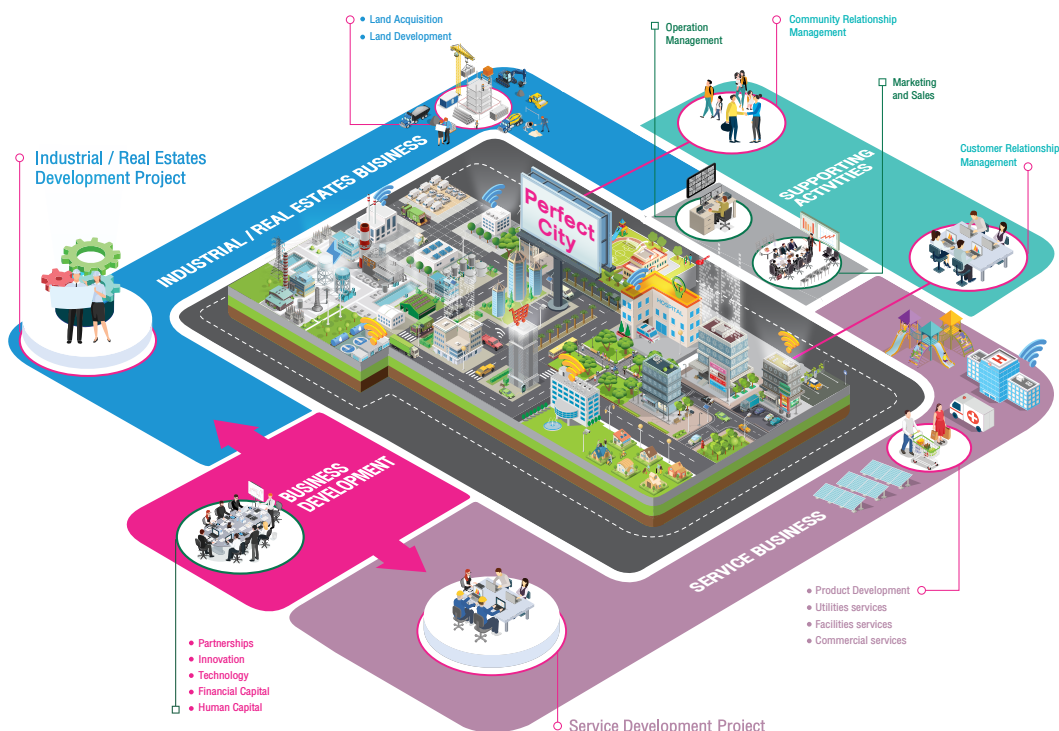 Land Acquisition
Land Development
Operation
Management
Community Relationship
Management
Marketing
and Sales
Customer Relationship
Management
Industrial / Real Estates
Development Project
INDUSTRIAL / REAL ESTATES BUSINESS
SUPPORTING
ACTIVITIES
Perfect
City
HOSPITAL
H
BUSINESS
DEVELOPMENT
SERVICE BUSINESS
Product Development
Utilities services
Facilities services
Commercial services
Partnerships
Innovation
Technology
Financial Capital
Human Capital
Service Development Project